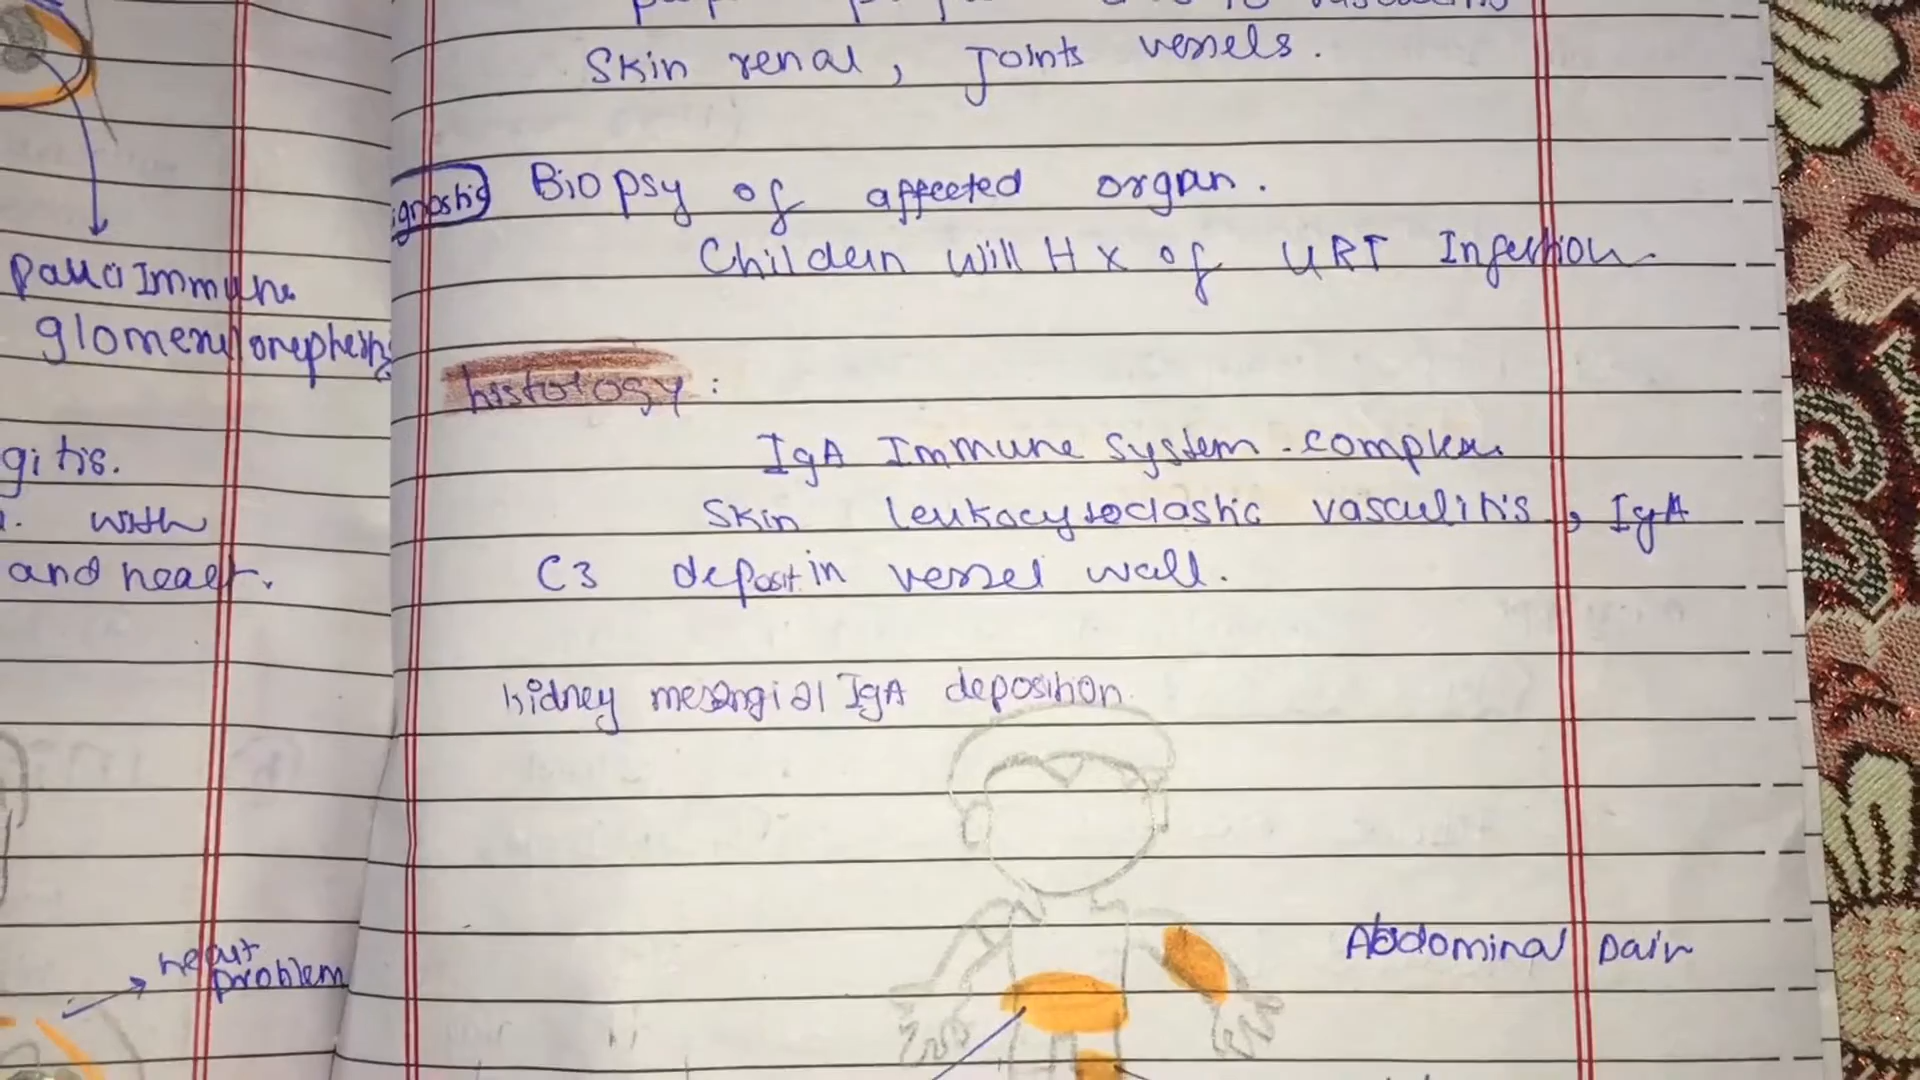 Skin renal, Joints vessels.
ignostig Biopsy of affected organ.
Childern will Hx of URT Infection.
histology:
IgA Immune System - complex
Skin leukocytoclastic vasculitis, IgA
C3 deposit in vessel wall.
kidney mesangial IgA deposition.
Abdominal Pain
Pauci Immune
glomerulonephritis
gitis.
with
and heart.
heart
problem